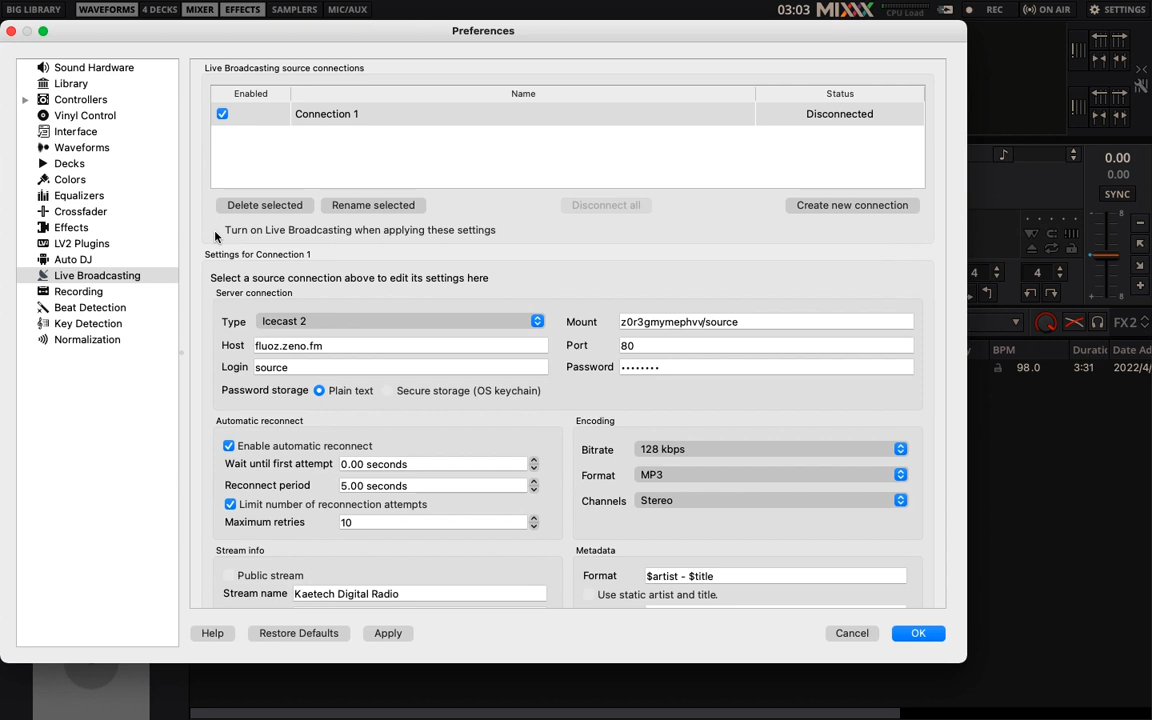 BIG LIBRARY WAVEFORMS 4 DECKS MIXER EFFECTS SAMPLERS MIC/AUX 03:03 MIXXX CPU Load REC ON AIR SETTINGS
Preferences
Sound Hardware
Library
Controllers
Vinyl Control
Interface
Waveforms
Decks
Colors
Equalizers
Crossfader
Effects
LV2 Plugins
Auto DJ
Live Broadcasting
Recording
Beat Detection
Key Detection
Normalization
Live Broadcasting source connections
Enabled Name Status
Connection 1 Disconnected
Delete selected Rename selected Disconnect all Create new connection
Turn on Live Broadcasting when applying these settings
Settings for Connection 1
Select a source connection above to edit its settings here
Server connection
Type Icecast 2 Mount z0r3gmymephvv/source
Host fluoz.zeno.fm Port 80
Login source Password ••••••••
Password storage Plain text Secure storage (OS keychain)
Automatic reconnect
Enable automatic reconnect
Wait until first attempt 0.00 seconds
Reconnect period 5.00 seconds
Limit number of reconnection attempts
Maximum retries 10
Encoding
Bitrate 128 kbps
Format MP3
Channels Stereo
Stream info
Public stream
Stream name Kaetech Digital Radio
Metadata
Format $artist - $title
Use static artist and title.
Help Restore Defaults Apply Cancel OK
0.00
0.00
SYNC
8
4 4
8
FX2
BPM Duratic Date Ad
98.0 3:31 2022/4/